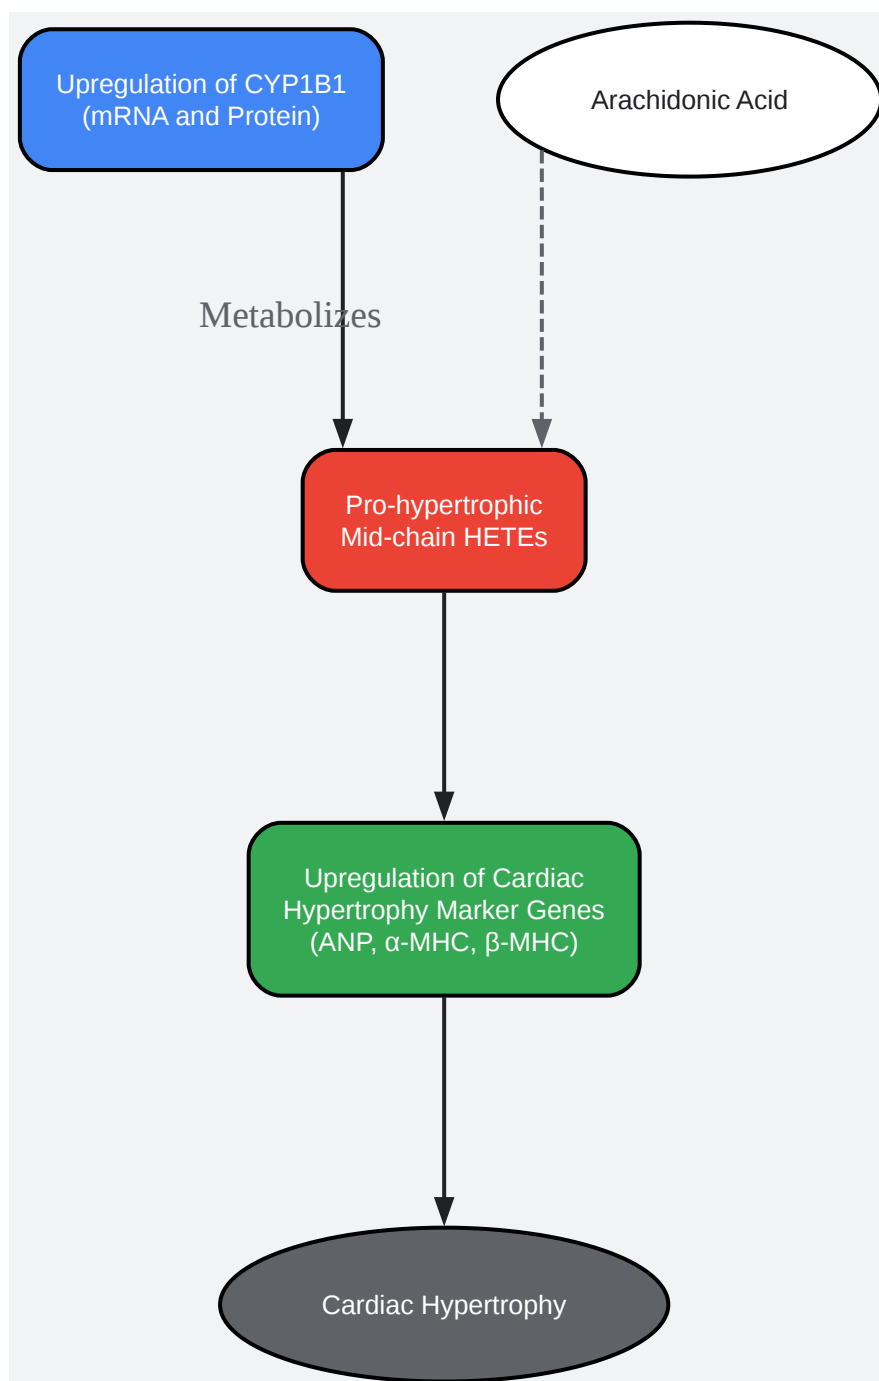 Upregulation of CYP1B1
(mRNA and Protein)
Arachidonic Acid
Metabolizes
Pro-hypertrophic
Mid-chain HETEs
Upregulation of Cardiac
Hypertrophy Marker Genes
(ANP, α-MHC, β-MHC)
Cardiac Hypertrophy